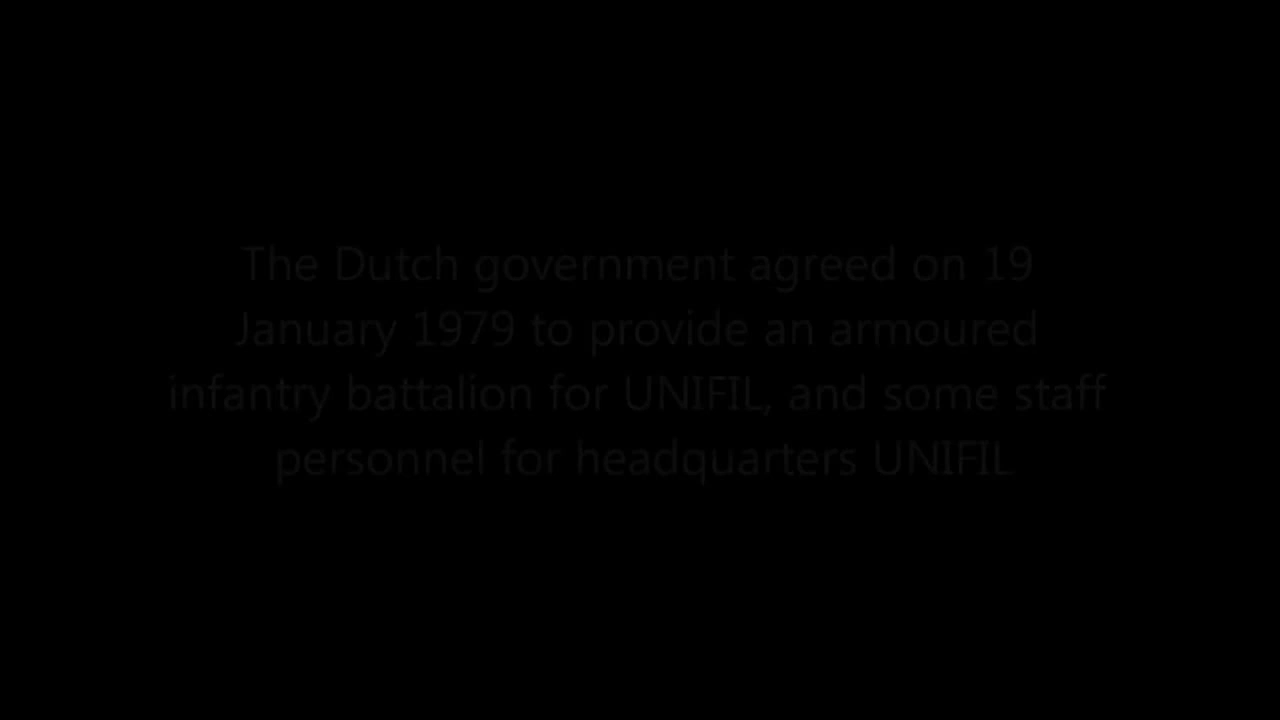 The Dutch government agreed on 19
January 1979 to provide an armoured
infantry battalion for UNIFIL, and some staff
personnel for headquarters UNIFIL